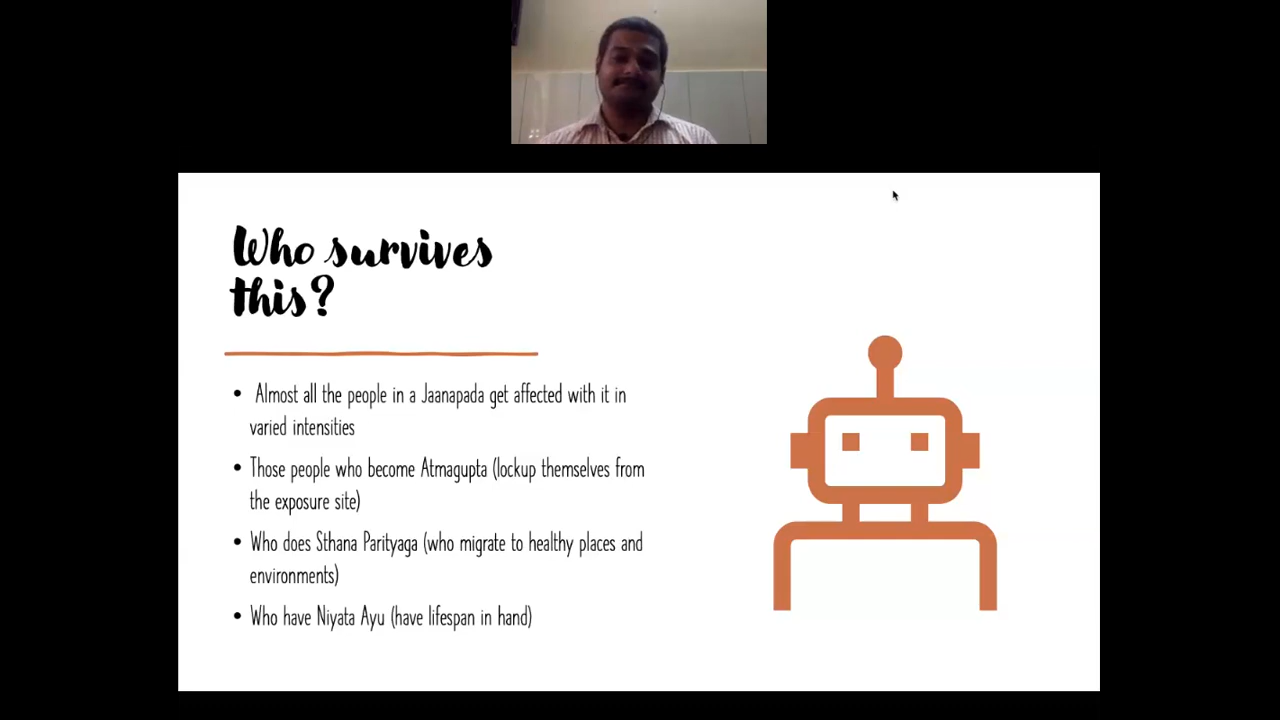 Who survives
this?
• Almost all the people in a Jaanapada get affected with it in
varied intensities
• Those people who become Atmagupta (lockup themselves from
the exposure site)
• Who does Sthana Parityaga (who migrate to healthy places and
environments)
• Who have Niyata Ayu (have lifespan in hand)